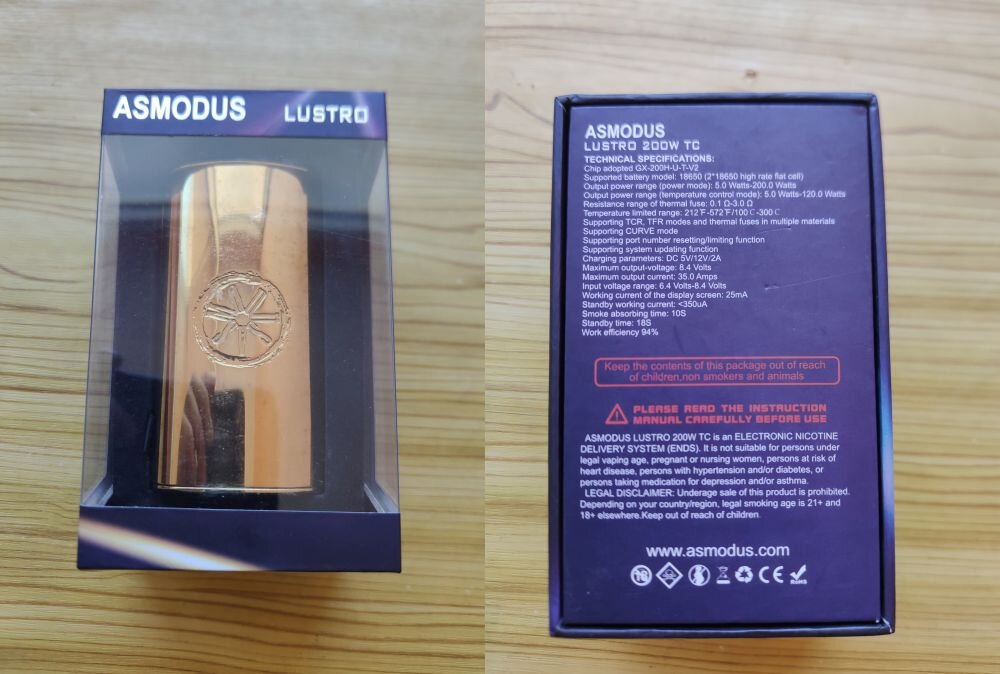 ASMODUS LUSTRO
ASMODUS
LUSTRO 200W TC
TECHNICAL SPECIFICATIONS:
Chip adopted GX-200H-U-T-V2
Supported battery model: 18650 (2*18650 high rate flat cell)
Output power range (power mode): 5.0 Watts-200.0 Watts
Output power range (temperature control mode): 5.0 Watts-120.0 Watts
Resistance range of thermal fuse: 0.1 Ω-3.0 Ω
Temperature limited range: 212℉-572℉/100℃-300℃
Supporting TCR, TFR modes and thermal fuses in multiple materials
Supporting CURVE mode
Supporting port number resetting/limiting function
Supporting system updating function
Charging parameters: DC 5V/12V/2A
Maximum output-voltage: 8.4 Volts
Maximum output current: 35.0 Amps
Input voltage range: 6.4 Volts-8.4 Volts
Working current of the display screen: 25mA
Standby working current: <350uA
Smoke absorbing time: 10S
Standby time: 18S
Work efficiency 94%
Keep the contents of this package out of reach
of children,non smokers and animals
PLEASE READ THE INSTRUCTION
MANUAL CAREFULLY BEFORE USE
ASMODUS LUSTRO 200W TC is an ELECTRONIC NICOTINE
DELIVERY SYSTEM (ENDS). It is not suitable for persons under
legal vaping age, pregnant or nursing women, persons at risk of
heart disease, persons with hypertension and/or diabetes, or
persons taking medication for depression and/or asthma.
LEGAL DISCLAIMER: Underage sale of this product is prohibited.
Depending on your country/region, legal smoking age is 21+ and
18+ elsewhere.Keep out of reach of children.
www.asmodus.com
18 CE RoHS